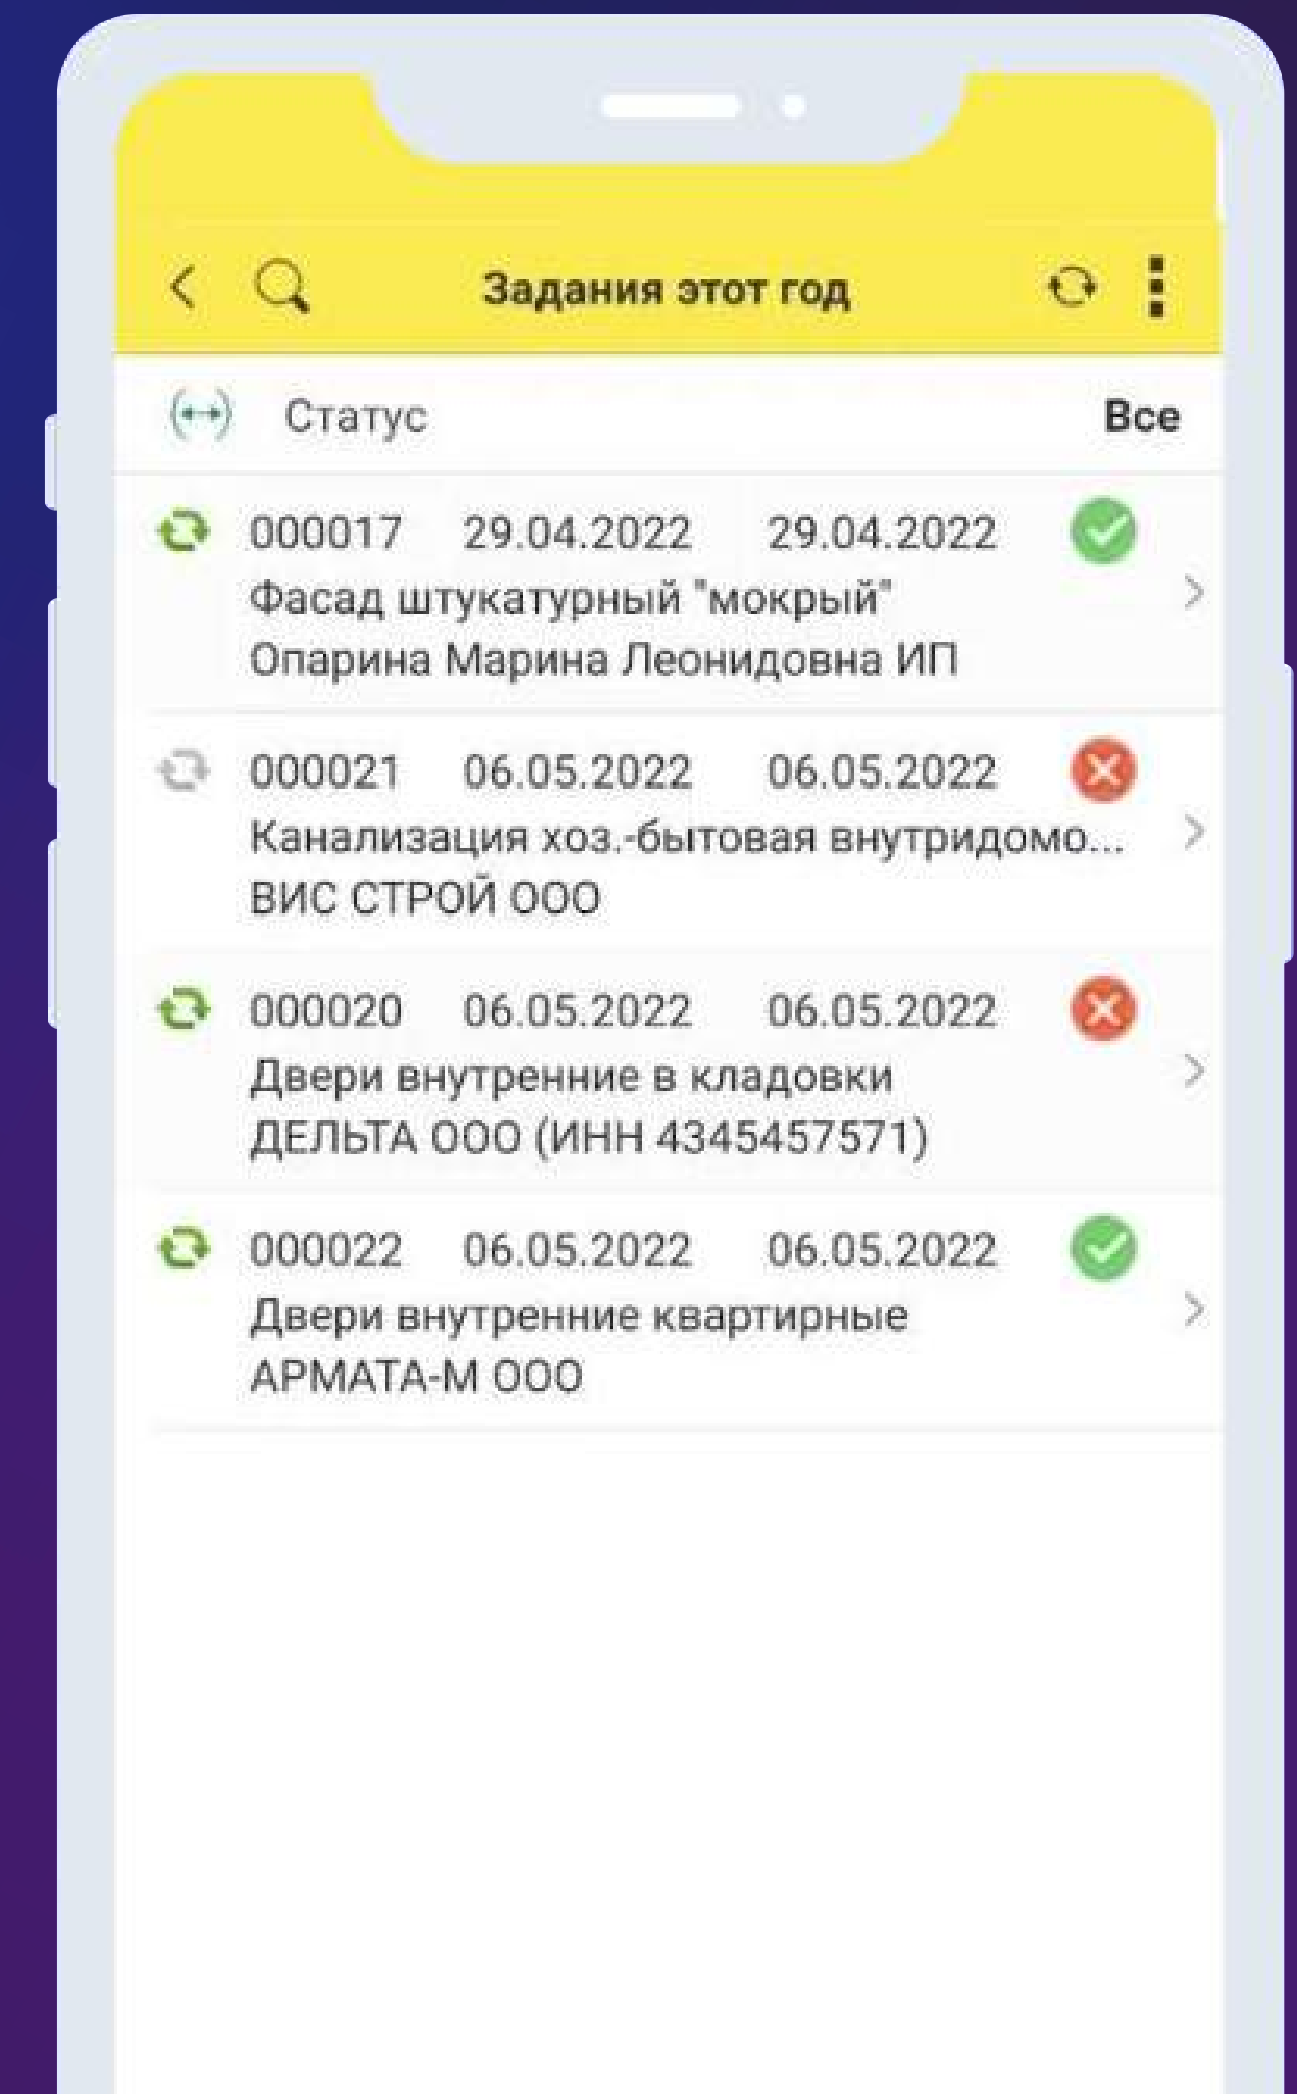 Задания этот год
Статус Все
000017 29.04.2022 29.04.2022
Фасад штукатурный "мокрый"
Опарина Марина Леонидовна ИП
000021 06.05.2022 06.05.2022
Канализация хоз.-бытовая внутридомо...
ВИС СТРОЙ ООО
000020 06.05.2022 06.05.2022
Двери внутренние в кладовки
ДЕЛЬТА ООО (ИНН 4345457571)
000022 06.05.2022 06.05.2022
Двери внутренние квартирные
АРМАТА-М ООО